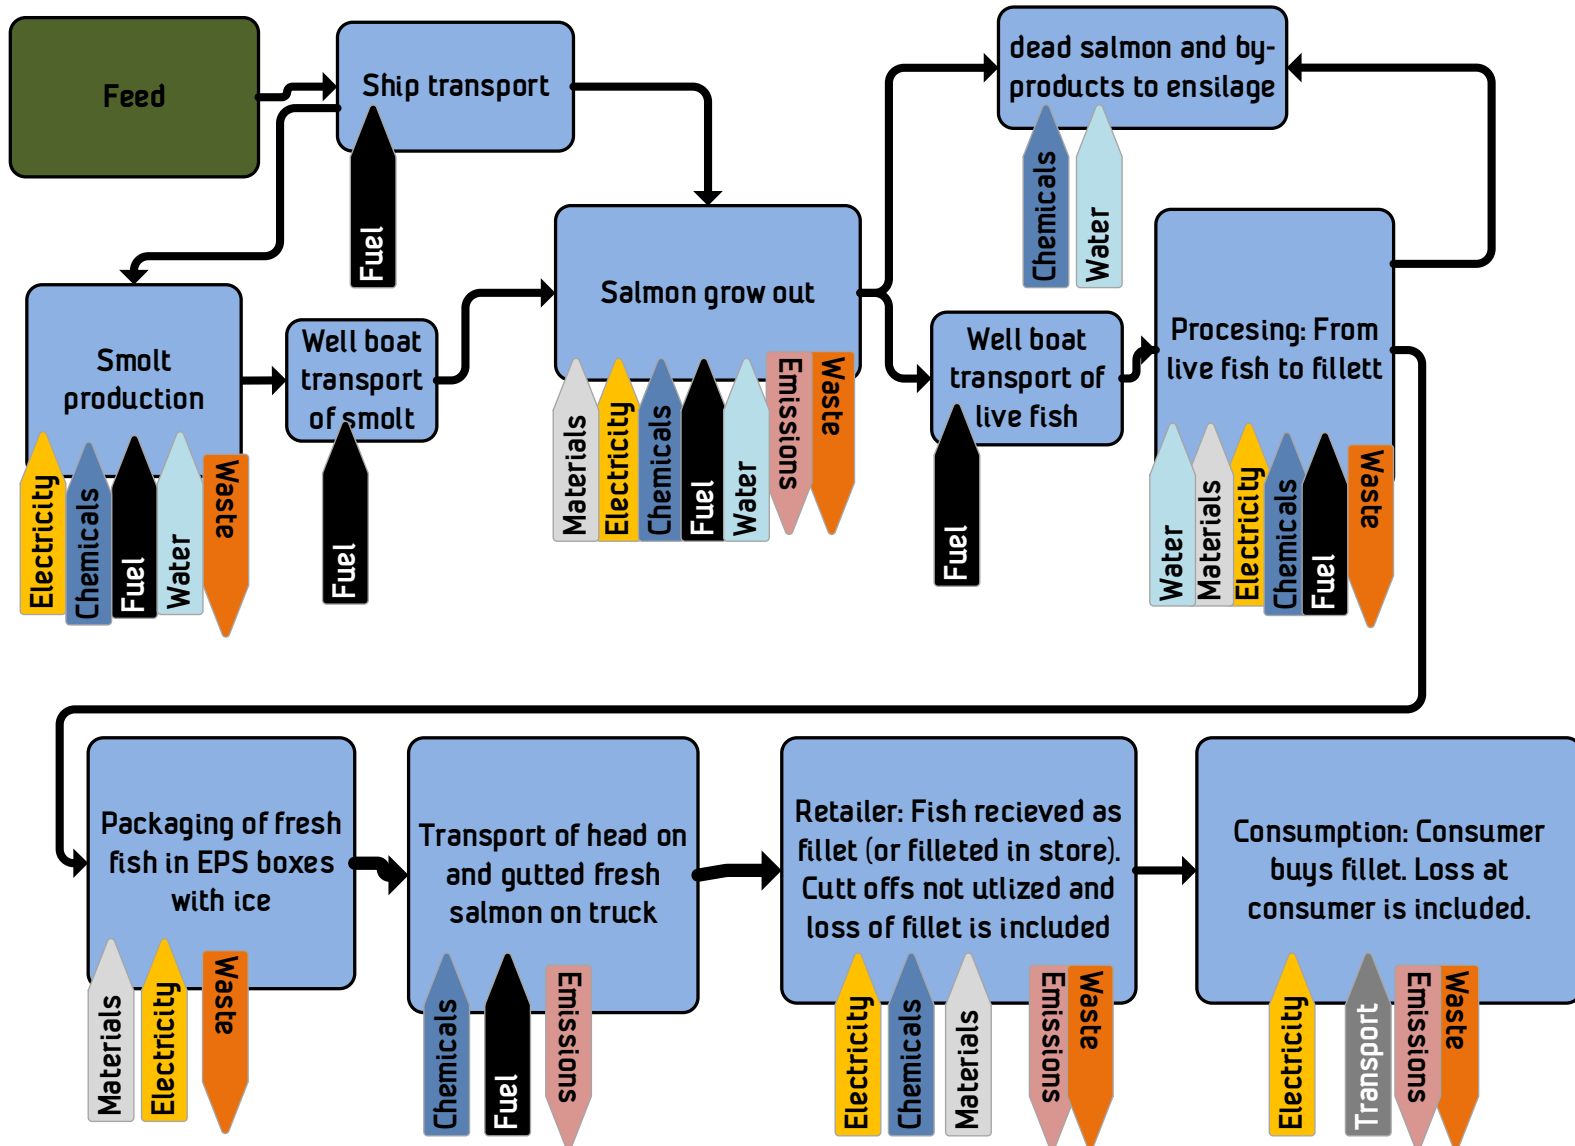 Feed
Ship transport
Fuel
dead salmon and by-
products to ensilage
Chemicals
Water
Smolt
production
Electricity
Chemicals
Fuel
Water
Waste
Well boat
transport
of smolt
Fuel
Salmon grow out
Materials
Electricity
Chemicals
Fuel
Water
Emissions
Waste
Well boat
transport of
live fish
Fuel
Procesing: From
live fish to fillett
Water
Materials
Electricity
Chemicals
Fuel
Waste
Packaging of fresh
fish in EPS boxes
with ice
Materials
Electricity
Waste
Transport of head on
and gutted fresh
salmon on truck
Chemicals
Fuel
Emissions
Retailer: Fish recieved as
fillet (or filleted in store).
Cutt offs not utlized and
loss of fillet is included
Electricity
Chemicals
Materials
Emissions
Waste
Consumption: Consumer
buys fillet. Loss at
consumer is included.
Electricity
Transport
Emissions
Waste